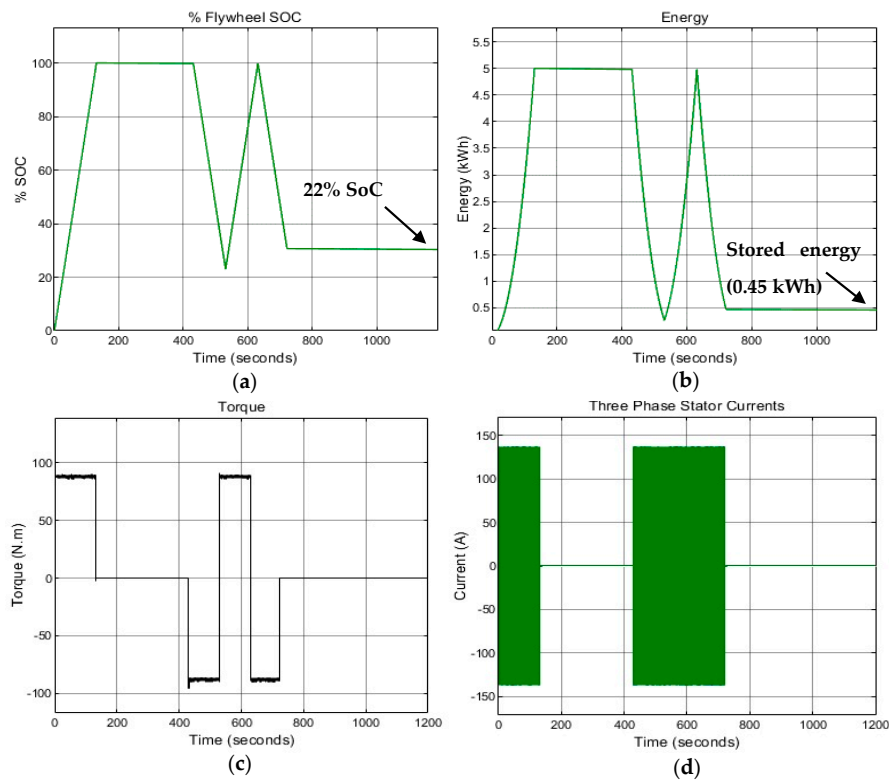 % Flywheel SOC
100
80
60
40
20
0
% SOC
22% SoC
0
200
400
600
800
1000
Time (seconds)
(a)
Energy
5.5
5
4.5
4
3.5
3
2.5
2
1.5
1
0.5
Energy (kWh)
Stored energy
(0.45 kWh)
0
200
400
600
800
1000
Time (seconds)
(b)
Torque
100
50
0
-50
-100
Torque (N.m)
0
200
400
600
800
1000
1200
Time (seconds)
(c)
Three Phase Stator Currents
150
100
50
0
-50
-100
-150
Current (A)
0
200
400
600
800
1000
1200
Time (seconds)
(d)